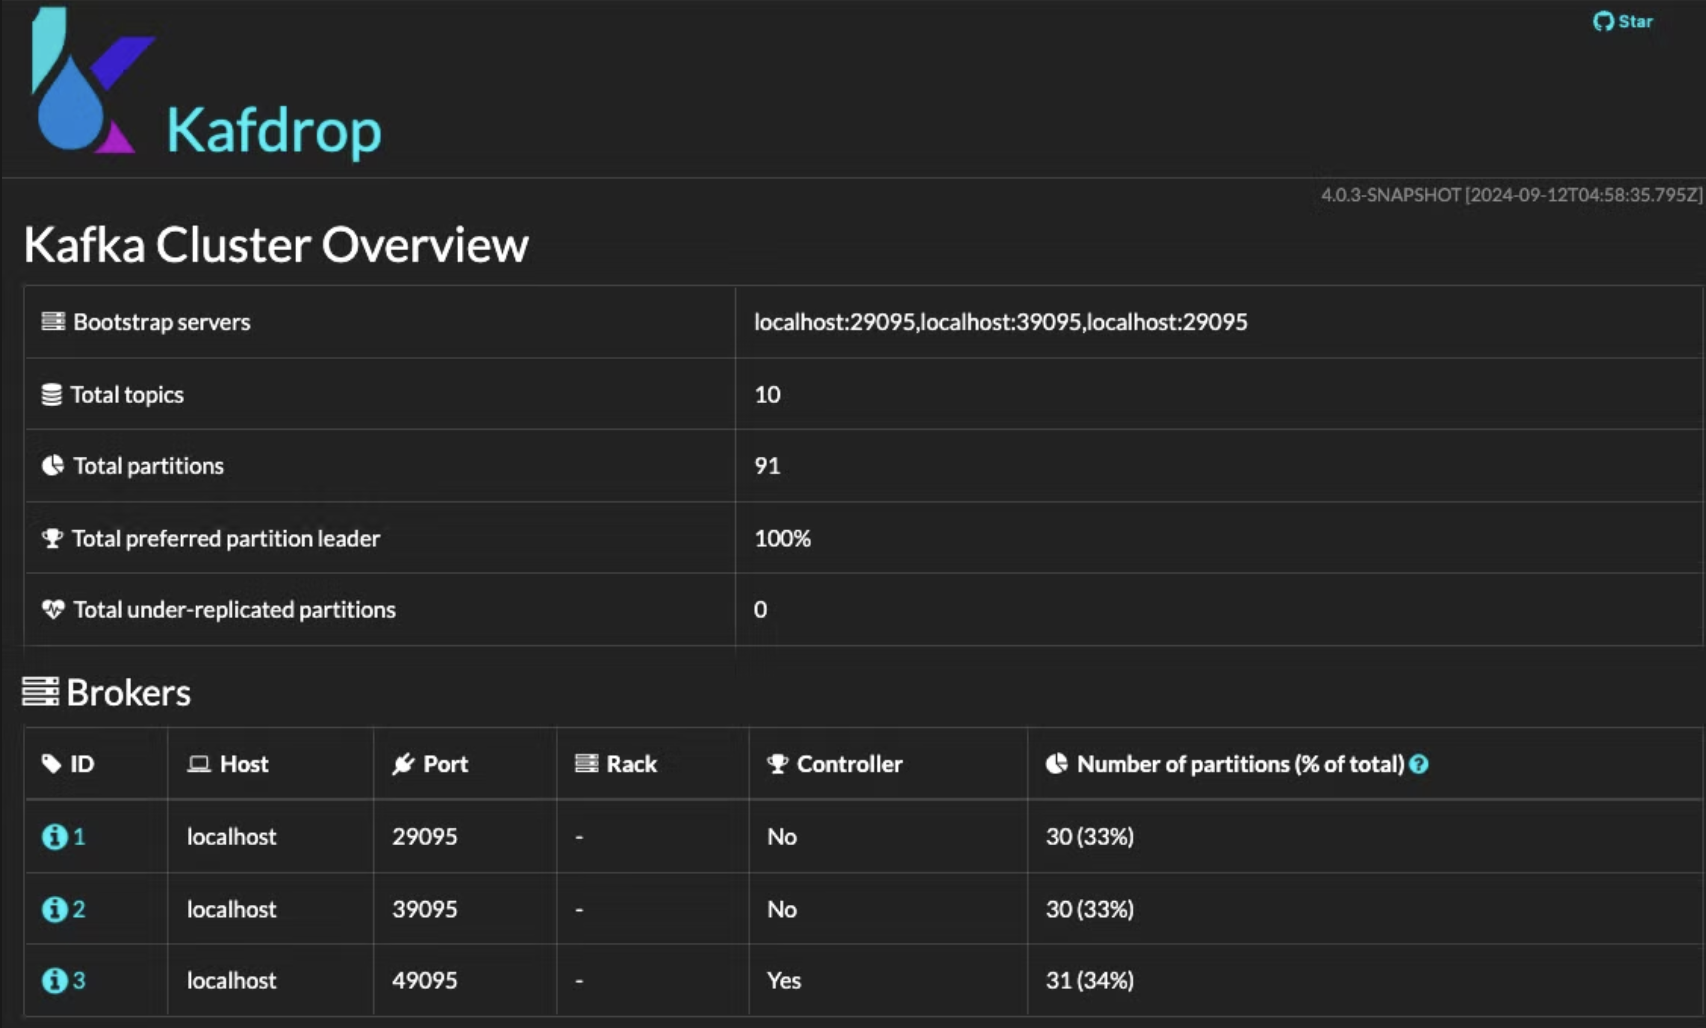 Star
Kafdrop
4.0.3-SNAPSHOT [2024-09-12T04:58:35.795Z]
Kafka Cluster Overview
Bootstrap servers localhost:29095,localhost:39095,localhost:29095
Total topics 10
Total partitions 91
Total preferred partition leader 100%
Total under-replicated partitions 0
Brokers
ID Host Port Rack Controller Number of partitions (% of total) ?
1 localhost 29095 - No 30 (33%)
2 localhost 39095 - No 30 (33%)
3 localhost 49095 - Yes 31 (34%)